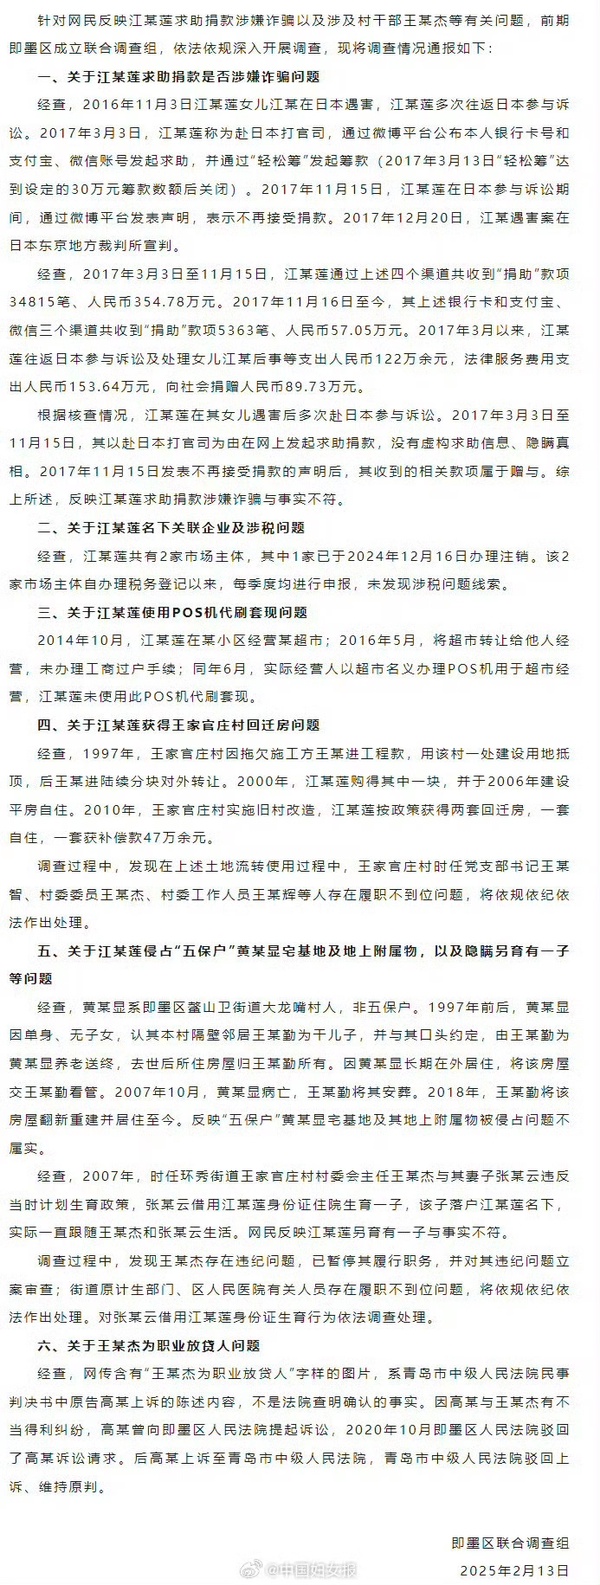 针对网民反映江某莲求助捐款涉嫌诈骗以及涉及村干部王某杰等有关问题，前期
即墨区成立联合调查组，依法依规深入开展调查，现将调查情况通报如下：
一、关于江某莲求助捐款是否涉嫌诈骗问题
经查，2016年11月3日江某莲女儿江某在日本遇害，江某莲多次往返日本参与诉
讼。2017年3月3日，江某莲称为赴日本打官司，通过微博平台公布本人银行卡号和
支付宝、微信账号发起求助，并通过“轻松筹”发起筹款（2017年3月13日“轻松筹”达
到设定的30万元筹款数额后关闭）。2017年11月15日，江某莲在日本参与诉讼期
间，通过微博平台发表声明，表示不再接受捐款。2017年12月20日，江某遇害案在
日本东京地方裁判所宣判。
经查，2017年3月3日至11月15日，江某莲通过上述四个渠道共收到“捐助”款项
34815笔、人民币354.78万元。2017年11月16日至今，其上述银行卡和支付宝、
微信三个渠道共收到“捐助”款项5363笔、人民币57.05万元。2017年3月以来，江某
莲往返日本参与诉讼及处理女儿江某后事等支出人民币122万余元，法律服务费用支
出人民币153.64万元，向社会捐赠人民币89.73万元。
根据核查情况，江某莲在其女儿遇害后多次赴日本参与诉讼。2017年3月3日至
11月15日，其以赴日本打官司为由在网上发起求助捐款，没有虚构求助信息、隐瞒真
相。2017年11月15日发表不再接受捐款的声明后，其收到的相关款项属于赠与。综
上所述，反映江某莲求助捐款涉嫌诈骗与事实不符。
二、关于江某莲名下关联企业及涉税问题
经查，江某莲共有2家市场主体，其中1家已于2024年12月16日办理注销。该2
家市场主体自办理税务登记以来，每季度均进行申报，未发现涉税问题线索。
三、关于江某莲使用POS机代刷套现问题
2014年10月，江某莲在某小区经营某超市；2016年5月，将超市转让给他人经
营，未办理工商过户手续；同年6月，实际经营人以超市名义办理POS机用于超市经
营，江某莲未使用此POS机代刷套现。
四、关于江某莲获得王家官庄村回迁房问题
经查，1997年，王家官庄村因拖欠施工方王某进工程款，用该村一处建设用地抵
顶，后王某进陆续分块对外转让。2000年，江某莲购得其中一块，并于2006年建设
平房自住。2010年，王家官庄村实施旧村改造，江某莲按政策获得两套回迁房，一套
自住，一套获补偿款47万余元。
调查过程中，发现在上述土地流转使用过程中，王家官庄村时任党支部书记王某
智、村委委员王某杰、村委工作人员王某辉等人存在履职不到位问题，将依规依纪依
法作出处理。
五、关于江某莲侵占“五保户”黄某显宅基地及地上附属物，以及隐瞒另育有一子
等问题
经查，黄某显系即墨区鳌山卫街道大龙嘴村人，非五保户。1997年前后，黄某显
因单身、无子女，认其本村隔壁邻居王某勤为干儿子，并与其口头约定，由王某勤为
黄某显养老送终，去世后所住房屋归王某勤所有。因黄某显长期在外居住，将该房屋
交王某勤看管。2007年10月，黄某显病亡，王某勤将其安葬。2018年，王某勤将该
房屋翻新重建并居住至今。反映“五保户”黄某显宅基地及其地上附属物被侵占问题不
属实。
经查，2007年，时任环秀街道王家官庄村村委会主任王某杰与其妻子张某云违反
当时计划生育政策，张某云借用江某莲身份证住院生育一子，该子落户江某莲名下，
实际一直跟随王某杰和张某云生活。网民反映江某莲另育有一子与事实不符。
调查过程中，发现王某杰存在违纪问题，已暂停其履行职务，并对其违纪问题立
案审查；街道原计生部门、区人民医院有关人员存在履职不到位问题，将依规依纪依
法作出处理。对张某云借用江某莲身份证生育行为依法调查处理。
六、关于王某杰为职业放贷人问题
经查，网传含有“王某杰为职业放贷人”字样的图片，系青岛市中级人民法院民事
判决书中原告高某上诉的陈述内容，不是法院查明确认的事实。因高某与王某杰有不
当得利纠纷，高某曾向即墨区人民法院提起诉讼，2020年10月即墨区人民法院驳回
了高某诉讼请求。后高某上诉至青岛市中级人民法院，青岛市中级人民法院驳回上
诉、维持原判。
即墨区联合调查组
@中国妇女报
2025年2月13日